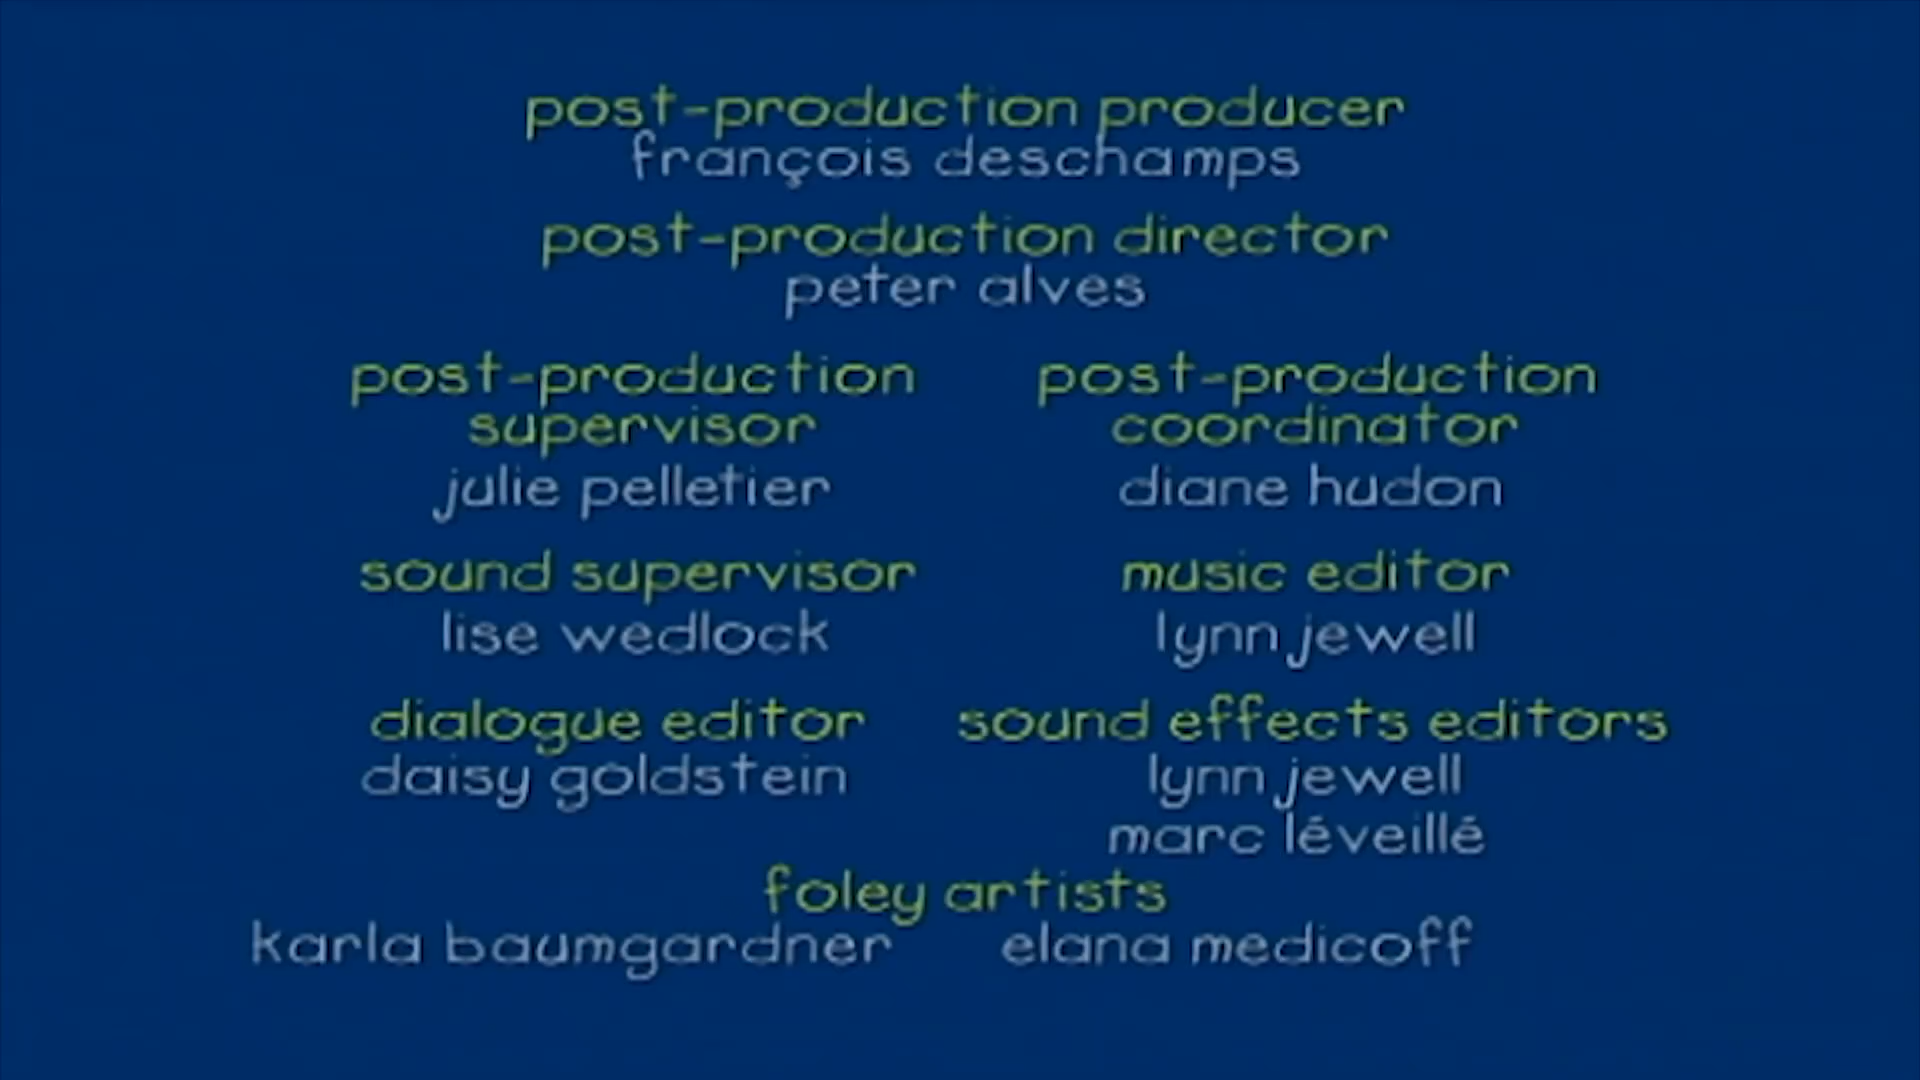 post-production producer
françois deschamps
post-production director
peter alves
post-production
supervisor
julie pelletier
post-production
coordinator
diane hudon
sound supervisor
lise wedlock
music editor
lynn jewell
dialogue editor
daisy goldstein
sound effects editors
lynn jewell
marc léveillé
foley artists
karla baumgardner
elana medicoff